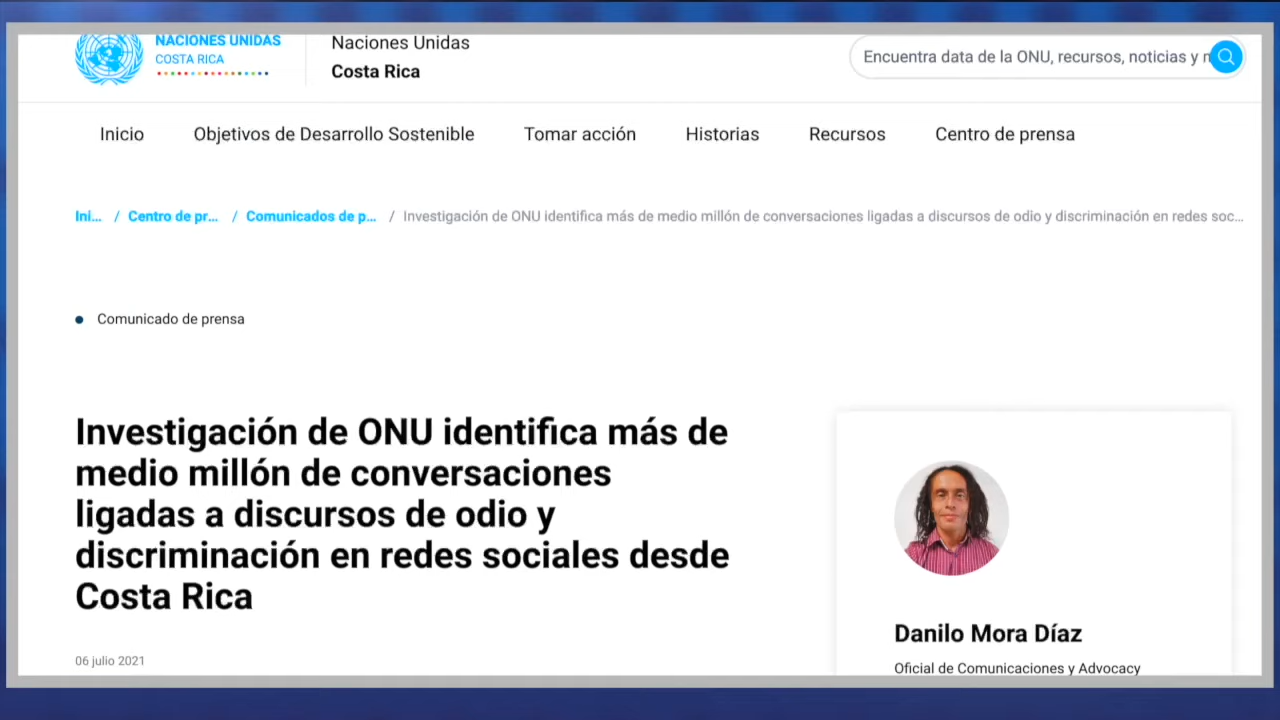 NACIONES UNIDAS
COSTA RICA
Naciones Unidas
Costa Rica
Encuentra data de la ONU, recursos, noticias y
Inicio
Objetivos de Desarrollo Sostenible
Tomar acción
Historias
Recursos
Centro de prensa
Ini... / Centro de pr... / Comunicados de p... / Investigación de ONU identifica más de medio millón de conversaciones ligadas a discursos de odio y discriminación en redes soc...
Comunicado de prensa
Investigación de ONU identifica más de
medio millón de conversaciones
ligadas a discursos de odio y
discriminación en redes sociales desde
Costa Rica
06 julio 2021
Danilo Mora Díaz
Oficial de Comunicaciones y Advocacy